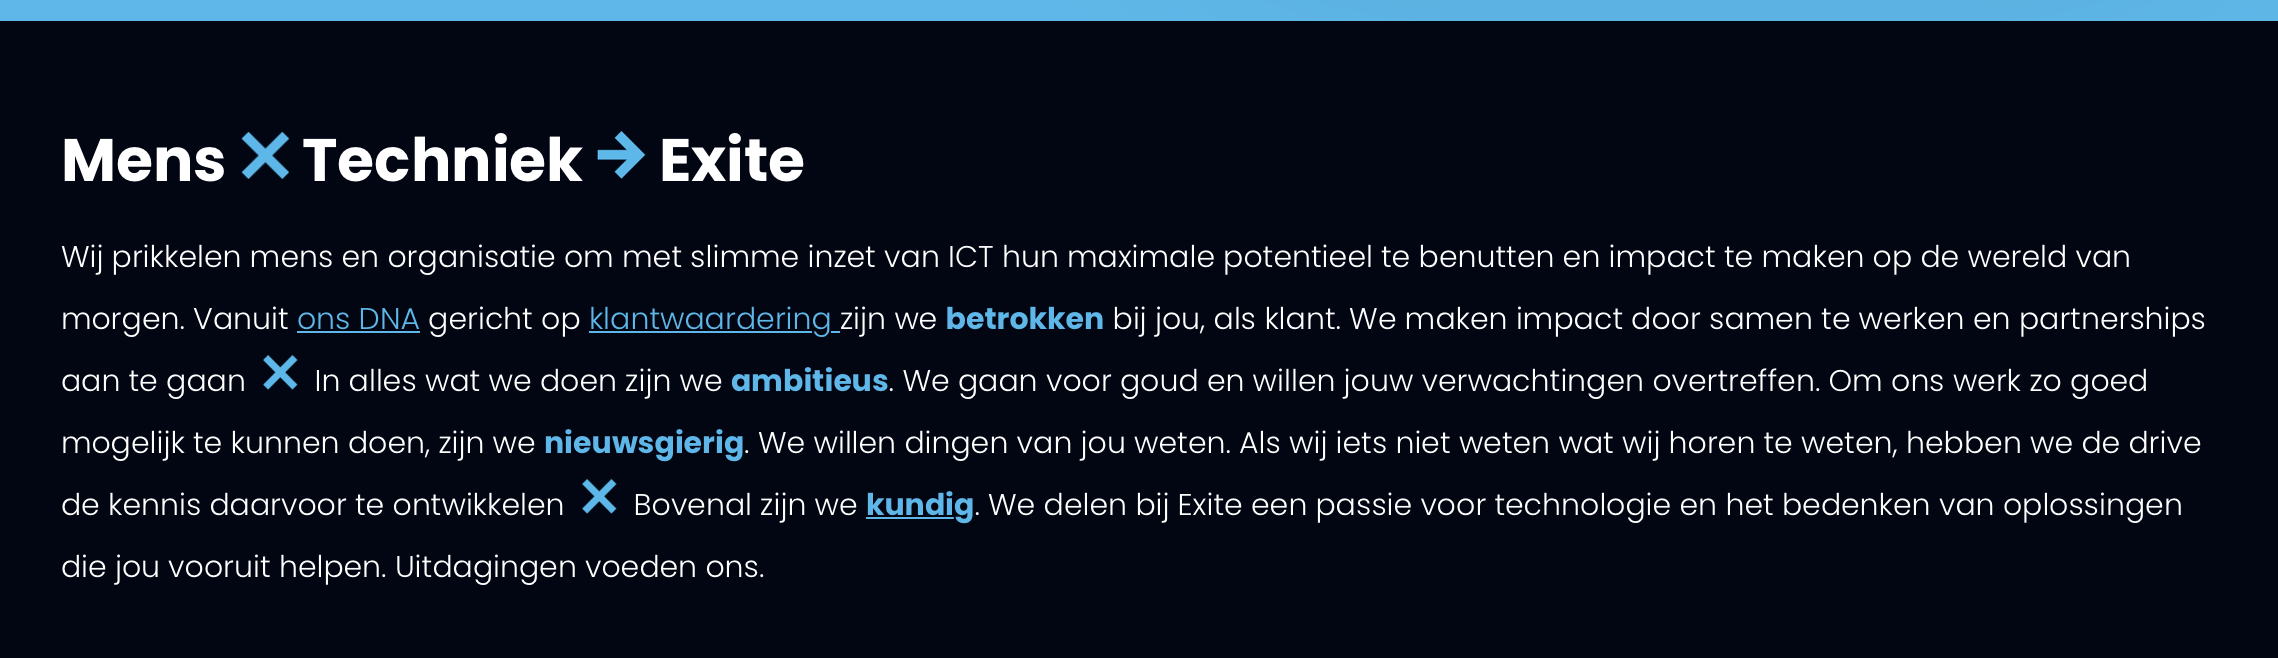 Mens × Techniek → Exite
Wij prikkelen mens en organisatie om met slimme inzet van ICT hun maximale potentieel te benutten en impact te maken op de wereld van
morgen. Vanuit ons DNA gericht op klantwaardering zijn we betrokken bij jou, als klant. We maken impact door samen te werken en partnerships
aan te gaan × In alles wat we doen zijn we ambitieus. We gaan voor goud en willen jouw verwachtingen overtreffen. Om ons werk zo goed
mogelijk te kunnen doen, zijn we nieuwsgierig. We willen dingen van jou weten. Als wij iets niet weten wat wij horen te weten, hebben we de drive
de kennis daarvoor te ontwikkelen × Bovenal zijn we kundig. We delen bij Exite een passie voor technologie en het bedenken van oplossingen
die jou vooruit helpen. Uitdagingen voeden ons.